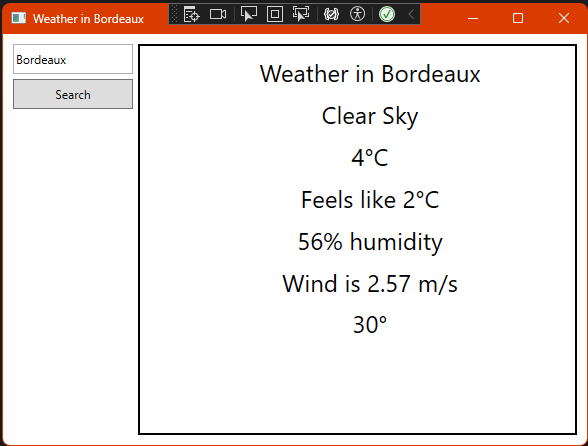 Weather in Bordeaux
Bordeaux
Search
Weather in Bordeaux
Clear Sky
4°C
Feels like 2°C
56% humidity
Wind is 2.57 m/s
30°